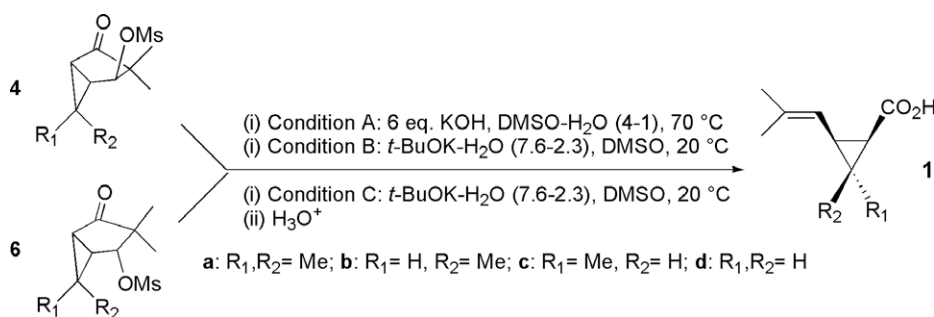 O
OMs
4
R1 R2
(i) Condition A: 6 eq. KOH, DMSO-H2O (4-1), 70 °C
(i) Condition B: t-BuOK-H2O (7.6-2.3), DMSO, 20 °C
(i) Condition C: t-BuOK-H2O (7.6-2.3), DMSO, 20 °C
(ii) H3O+
CO2H
1
R2 R1
O
6
OMs
R1 R2
a: R1,R2= Me; b: R1= H, R2= Me; c: R1= Me, R2= H; d: R1,R2= H